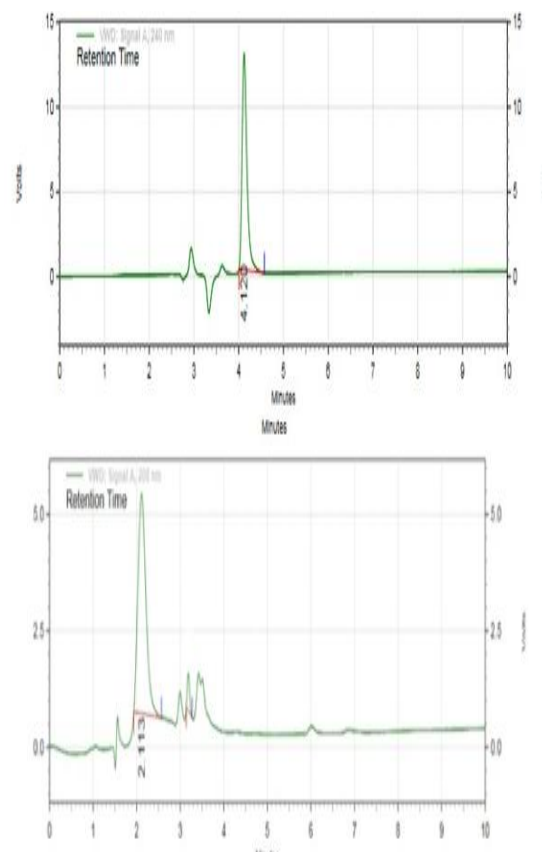 15 15
VWD: Signal A, 240 nm
Retention Time
10 10
Volts
5 5
0 0
4.120
0 1 2 3 4 5 6 7 8 9 10
Minutes
Minutes
VWD: Signal A,
Retention Time
5.0 5.0
2.5 2.5
0.0 0.0
2.113
0 1 2 3 4 5 6 7 8 9 10